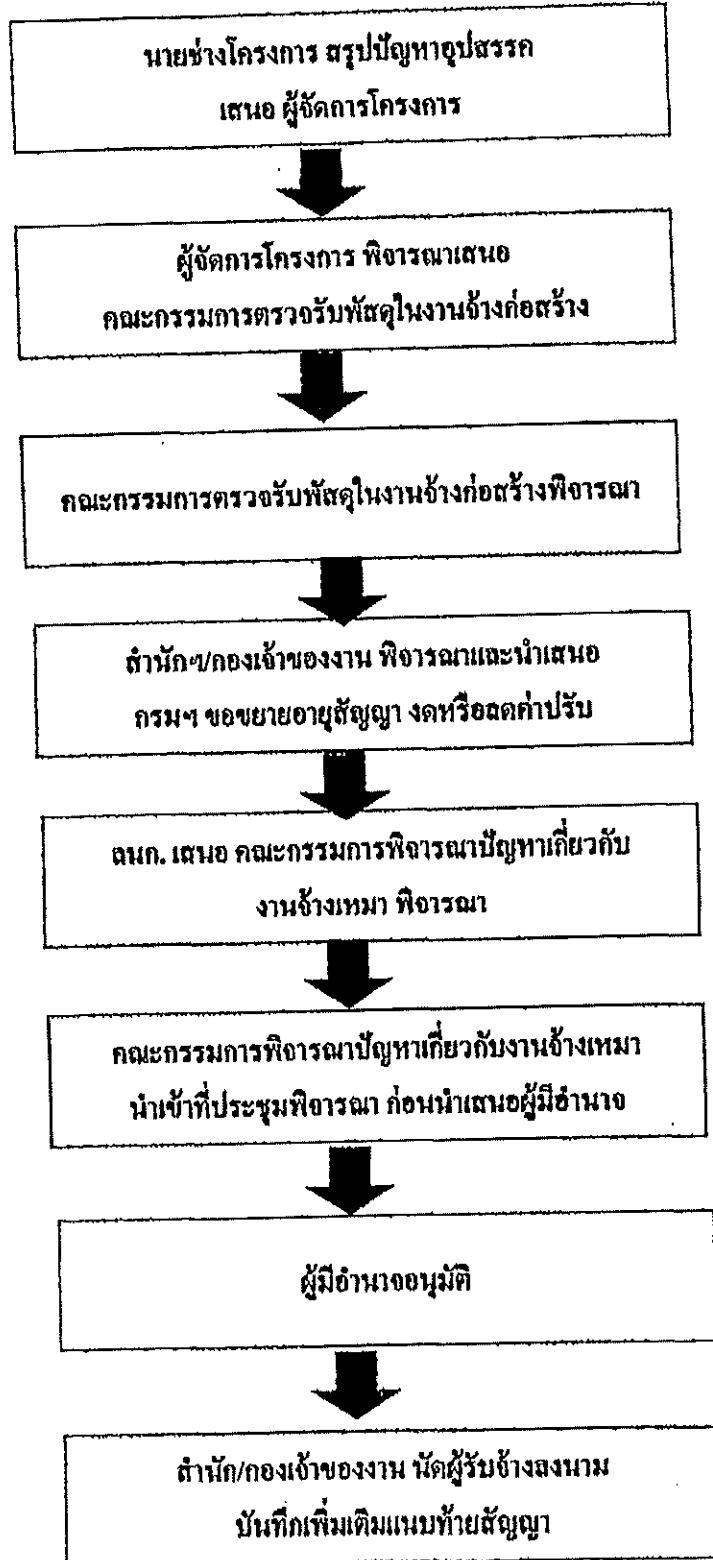 นายช่างโครงการ สรุปปัญหาอุปสรรค
เสนอ ผู้จัดการโครงการ
ผู้จัดการโครงการ พิจารณาเสนอ
คณะกรรมการตรวจรับพัสดุในงานจ้างก่อสร้าง
คณะกรรมการตรวจรับพัสดุในงานจ้างก่อสร้างพิจารณา
สำนักฯ/กองเจ้าของงาน พิจารณาและนำเสนอ
กรมฯ ขอขยายอายุสัญญา งดหรือลดค่าปรับ
ลนก. เสนอ คณะกรรมการพิจารณาปัญหาเกี่ยวกับ
งานจ้างเหมา พิจารณา
คณะกรรมการพิจารณาปัญหาเกี่ยวกับงานจ้างเหมา
นำเข้าที่ประชุมพิจารณา ก่อนนำเสนอผู้มีอำนาจ
ผู้มีอำนาจอนุมัติ
สำนัก/กองเจ้าของงาน นัดผู้รับจ้างลงนาม
บันทึกเพิ่มเติมแนบท้ายสัญญา